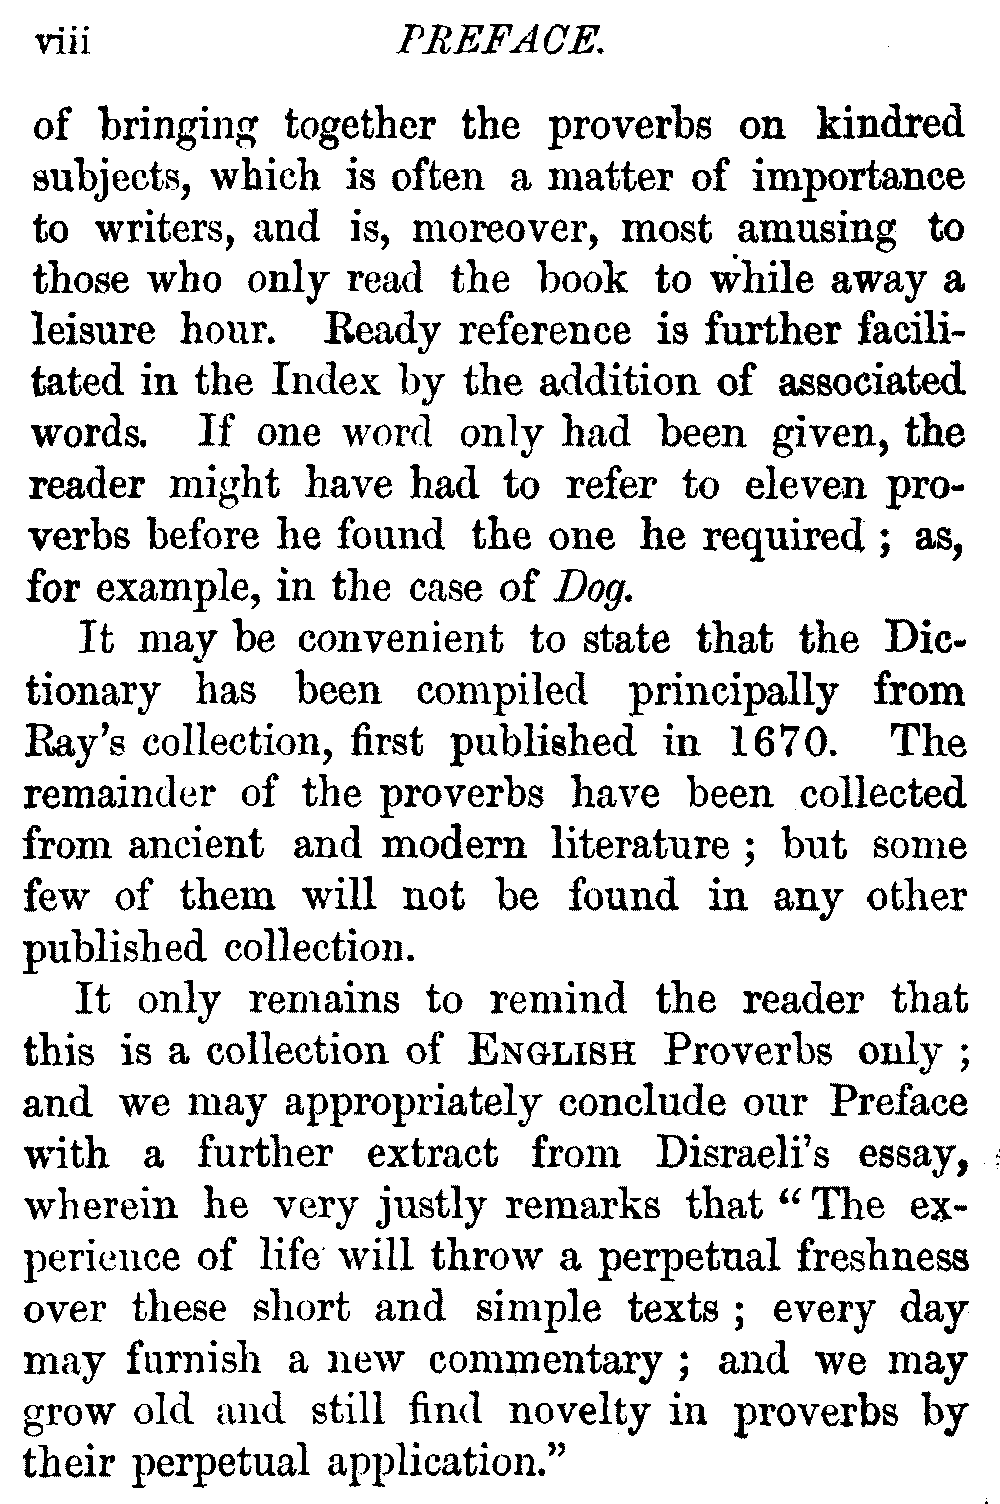 viii PREFACE.
of bringing together the proverbs on kindred
subjects, which is often a matter of importance
to writers, and is, moreover, most amusing to
those who only read the book to while away a
leisure hour. Ready reference is further facili-
tated in the Index by the addition of associated
words. If one word only had been given, the
reader might have had to refer to eleven pro-
verbs before he found the one he required ; as,
for example, in the case of Dog.
It may be convenient to state that the Dic-
tionary has been compiled principally from
Ray's collection, first published in 1670. The
remainder of the proverbs have been collected
from ancient and modern literature ; but some
few of them will not be found in any other
published collection.
It only remains to remind the reader that
this is a collection of ENGLISH Proverbs only ;
and we may appropriately conclude our Preface
with a further extract from Disraeli's essay,
wherein he very justly remarks that “ The ex-
perience of life will throw a perpetual freshness
over these short and simple texts ; every day
may furnish a new commentary ; and we may
grow old and still find novelty in proverbs by
their perpetual application.”